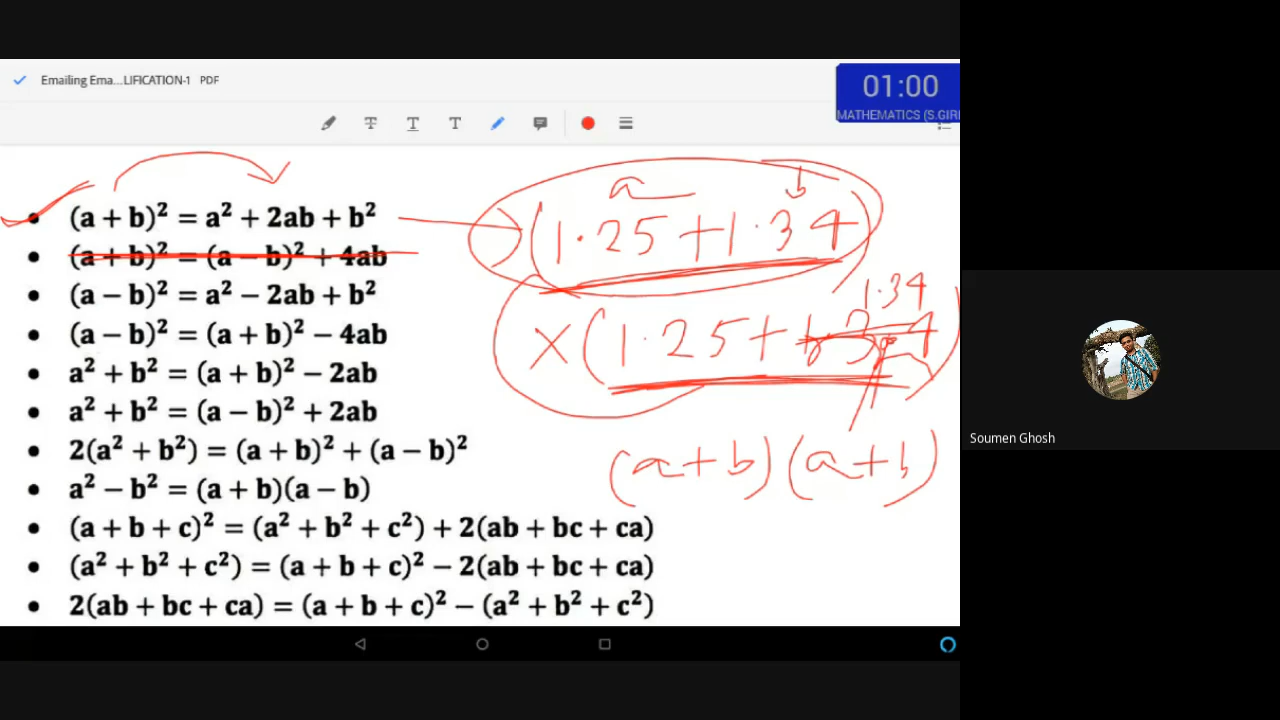 Emailing Ema...LIFICATION-1 PDF
01:00
MATHEMATICS (S.GIRI
• (a + b)² = a² + 2ab + b²
• (a + b)² = (a − b)² + 4ab
• (a − b)² = a² − 2ab + b²
• (a − b)² = (a + b)² − 4ab
• a² + b² = (a + b)² − 2ab
• a² + b² = (a − b)² + 2ab
• 2(a² + b²) = (a + b)² + (a − b)²
• a² − b² = (a + b)(a − b)
• (a + b + c)² = (a² + b² + c²) + 2(ab + bc + ca)
• (a² + b² + c²) = (a + b + c)² − 2(ab + bc + ca)
• 2(ab + bc + ca) = (a + b + c)² − (a² + b² + c²)
a b
(1.25 + 1.34)
1.34
× (1.25 +
(a + b) (a + b)
Soumen Ghosh